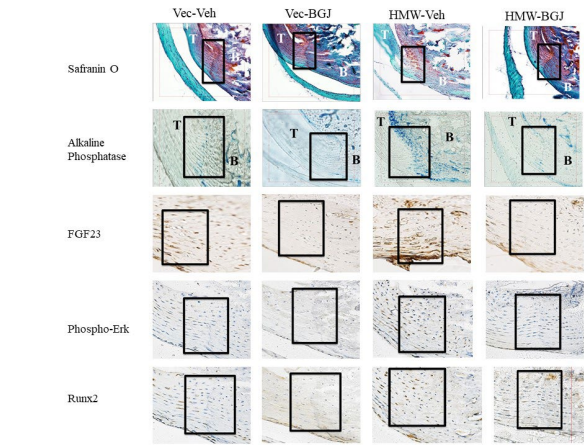 Vec-Veh Vec-BGJ HMW-Veh HMW-BGJ
Safranin O T B T B T B T B
Alkaline T B T B T B T B
Phosphatase
FGF23
Phospho-Erk
Runx2